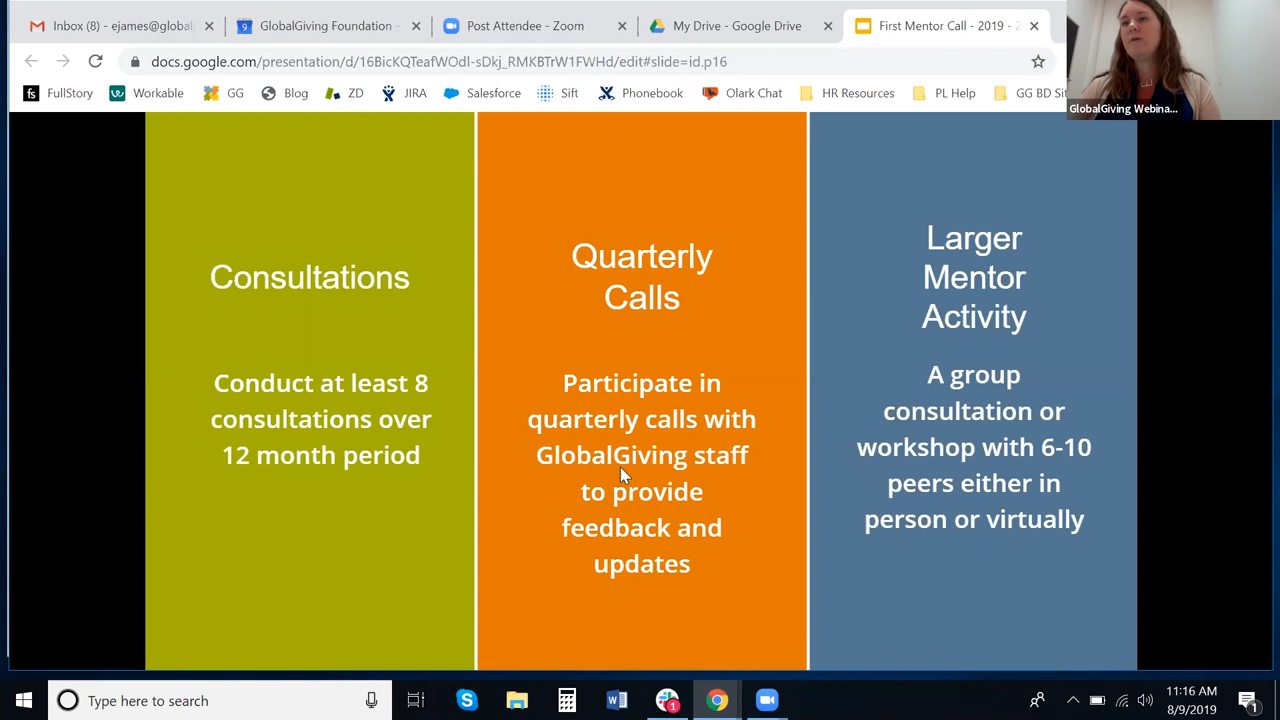 Inbox (8) - ejames@global
GlobalGiving Foundation -
Post Attendee - Zoom
My Drive - Google Drive
First Mentor Call - 2019 - 2
docs.google.com/presentation/d/16BicKQTeafWOdI-sDkj_RMKBTrW1FWHd/edit#slide=id.p16
FullStory
Workable
GG
Blog
ZD
JIRA
Salesforce
Sift
Phonebook
Olark Chat
HR Resources
PL Help
GG BD Sit
GlobalGiving Webina...
Consultations
Conduct at least 8
consultations over
12 month period
Quarterly
Calls
Participate in
quarterly calls with
GlobalGiving staff
to provide
feedback and
updates
Larger
Mentor
Activity
A group
consultation or
workshop with 6-10
peers either in
person or virtually
Type here to search
11:16 AM
8/9/2019